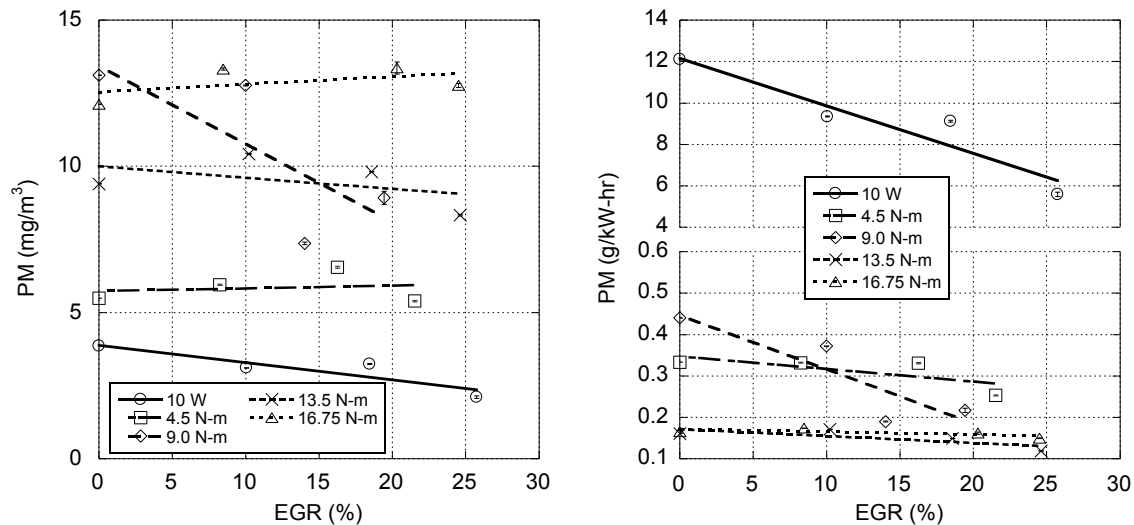 15
10
5
0
PM (mg/m³)
10 W
4.5 N-m
9.0 N-m
13.5 N-m
16.75 N-m
0 5 10 15 20 25 30
EGR (%)
14
12
10
8
6
4
0.6
0.5
0.4
0.3
0.2
0.1
PM (g/kW-hr)
10 W
4.5 N-m
9.0 N-m
13.5 N-m
16.75 N-m
0 5 10 15 20 25 30
EGR (%)